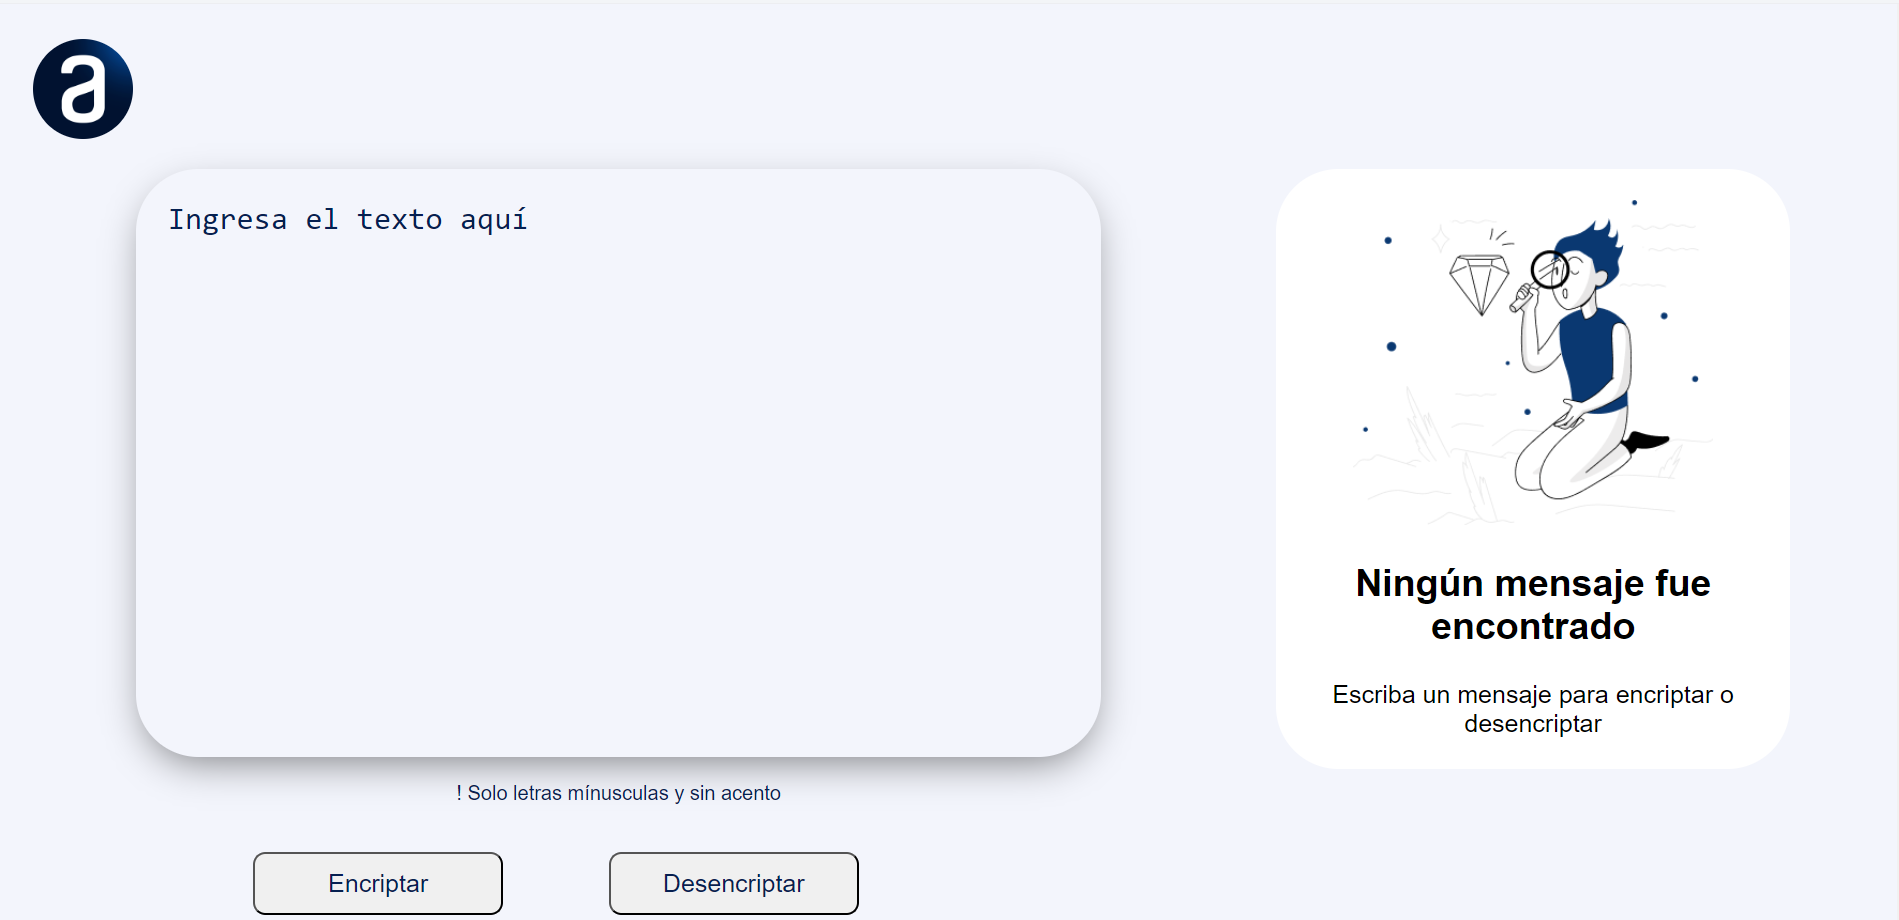 a
Ingresa el texto aquí
! Solo letras mínusculas y sin acento
Encriptar
Desencriptar
Ningún mensaje fue
encontrado
Escriba un mensaje para encriptar o
desencriptar